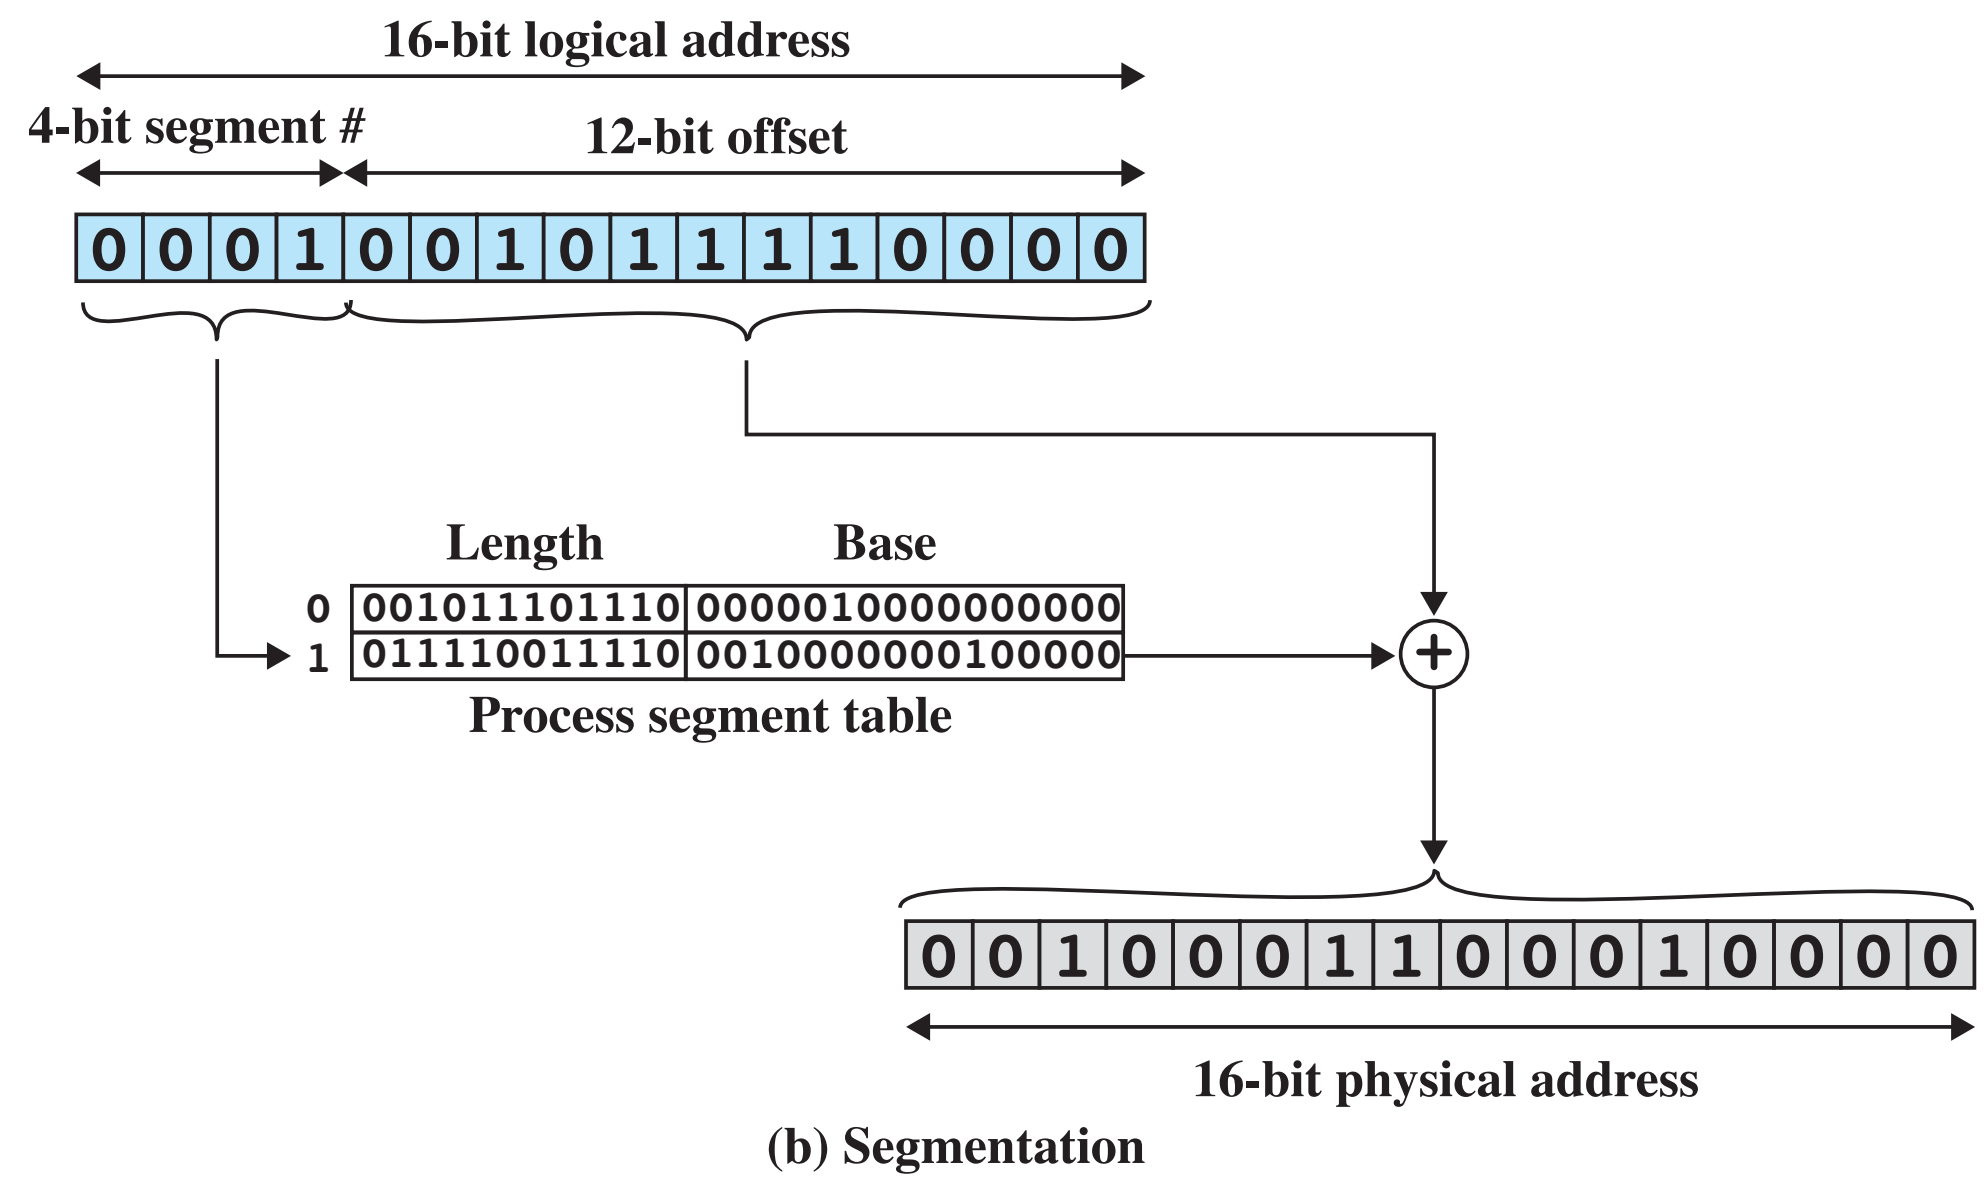 16-bit logical address
4-bit segment #
12-bit offset
0 0 0 1 0 0 1 0 1 1 1 1 0 0 0 0
Length Base
0 001011101110 0000010000000000
1 011110011110 0010000000100000
+
Process segment table
0 0 1 0 0 0 1 1 0 0 0 1 0 0 0 0
16-bit physical address
(b) Segmentation